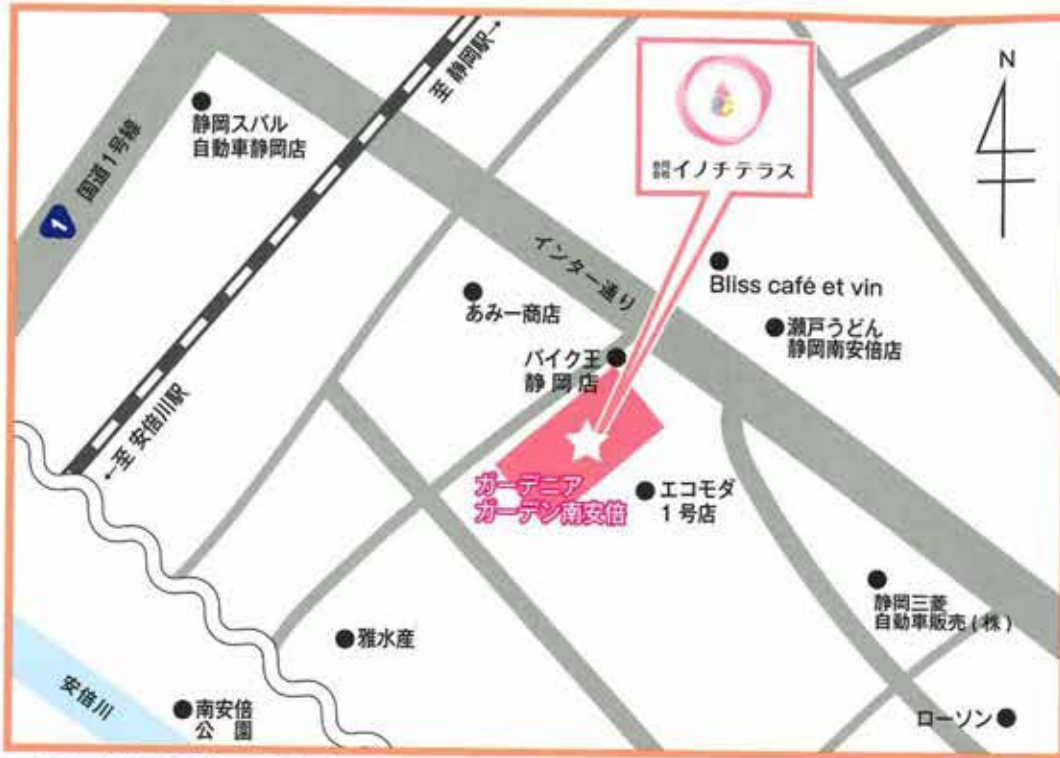 至 静岡駅→
N
静岡スバル
自動車静岡店
国道1号線
1
合同会社 イノチテラス
インター通り
Bliss café et vin
あみー商店
瀬戸うどん
静岡南安倍店
バイク王
静岡店
←至 安倍川駅
ガーデニア
ガーデン南安倍
エコモダ
1号店
静岡三菱
自動車販売(株)
雅水産
安倍川
南安倍
公園
ローソン